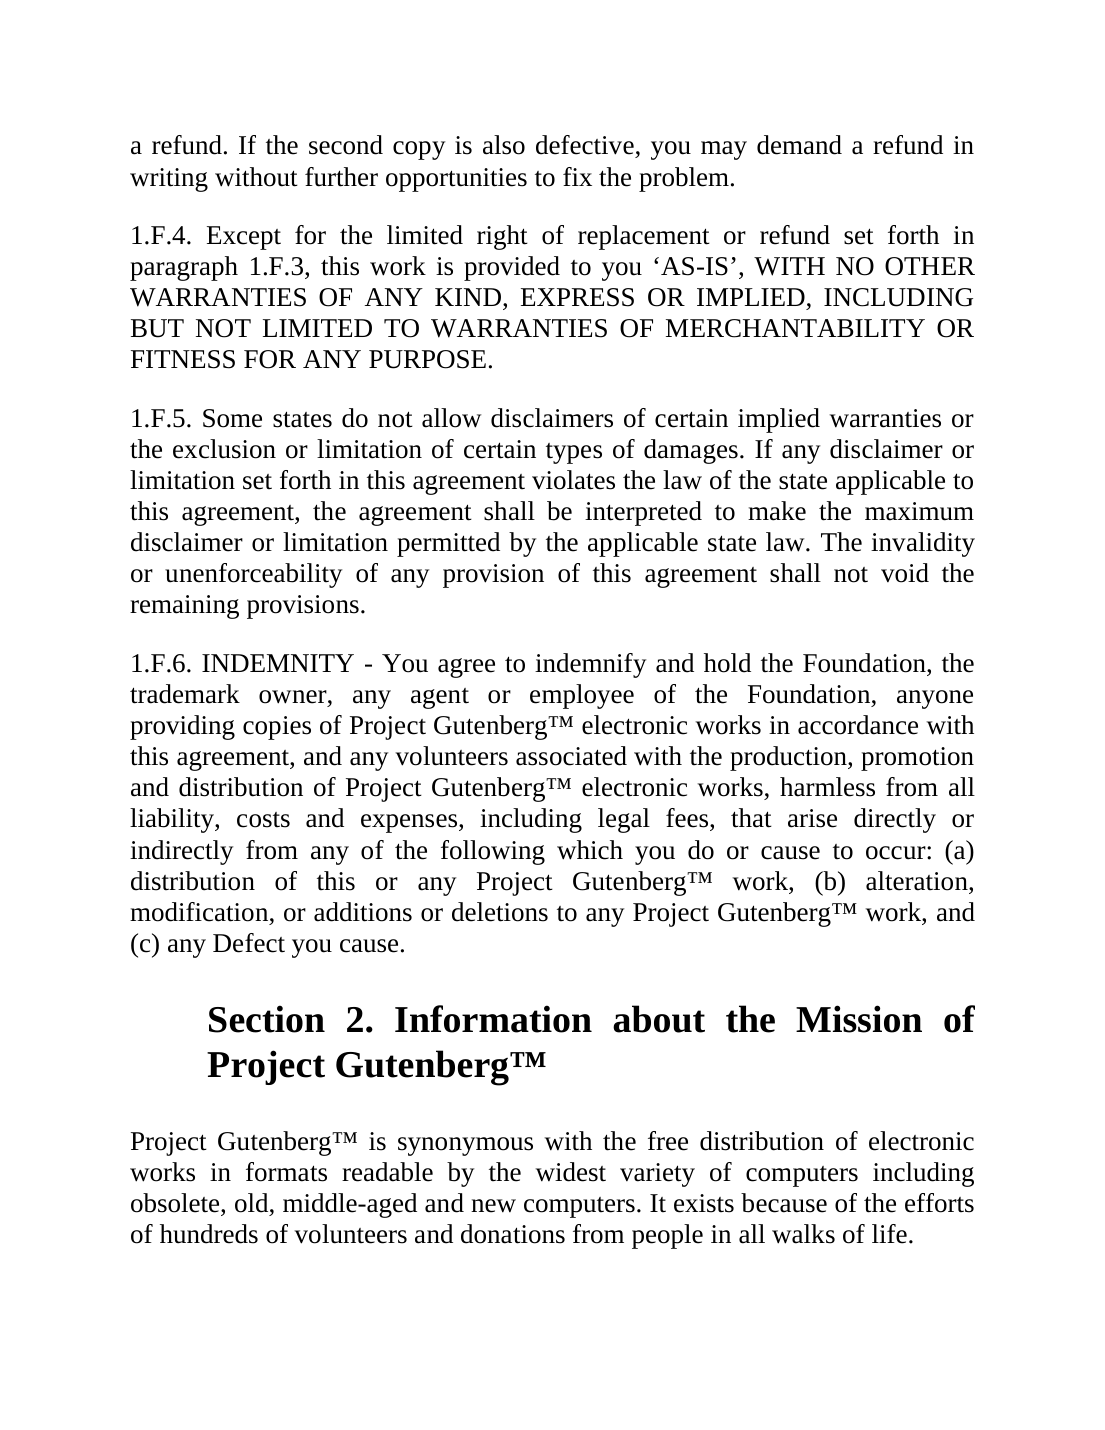 a refund. If the second copy is also defective, you may demand a refund in
writing without further opportunities to fix the problem.
1.F.4. Except for the limited right of replacement or refund set forth in
paragraph 1.F.3, this work is provided to you ‘AS-IS’, WITH NO OTHER
WARRANTIES OF ANY KIND, EXPRESS OR IMPLIED, INCLUDING
BUT NOT LIMITED TO WARRANTIES OF MERCHANTABILITY OR
FITNESS FOR ANY PURPOSE.
1.F.5. Some states do not allow disclaimers of certain implied warranties or
the exclusion or limitation of certain types of damages. If any disclaimer or
limitation set forth in this agreement violates the law of the state applicable to
this agreement, the agreement shall be interpreted to make the maximum
disclaimer or limitation permitted by the applicable state law. The invalidity
or unenforceability of any provision of this agreement shall not void the
remaining provisions.
1.F.6. INDEMNITY - You agree to indemnify and hold the Foundation, the
trademark owner, any agent or employee of the Foundation, anyone
providing copies of Project Gutenberg™ electronic works in accordance with
this agreement, and any volunteers associated with the production, promotion
and distribution of Project Gutenberg™ electronic works, harmless from all
liability, costs and expenses, including legal fees, that arise directly or
indirectly from any of the following which you do or cause to occur: (a)
distribution of this or any Project Gutenberg™ work, (b) alteration,
modification, or additions or deletions to any Project Gutenberg™ work, and
(c) any Defect you cause.
Section 2. Information about the Mission of
Project Gutenberg™
Project Gutenberg™ is synonymous with the free distribution of electronic
works in formats readable by the widest variety of computers including
obsolete, old, middle-aged and new computers. It exists because of the efforts
of hundreds of volunteers and donations from people in all walks of life.